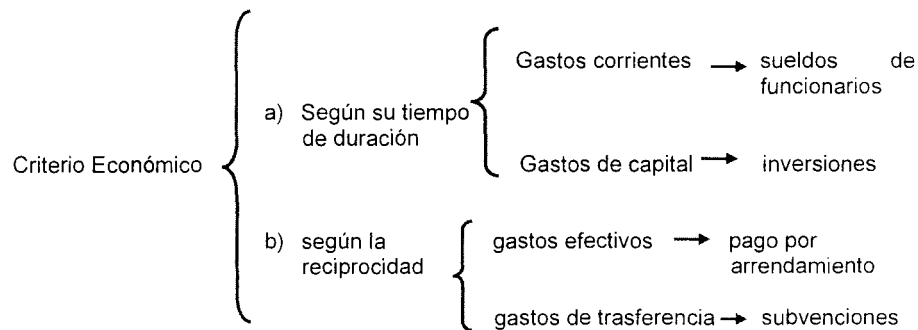 Criterio Económico
a) Según su tiempo
de duración
Gastos corrientes
sueldos de
funcionarios
Gastos de capital
inversiones
b) según la
reciprocidad
gastos efectivos
pago por
arrendamiento
gastos de trasferencia
subvenciones